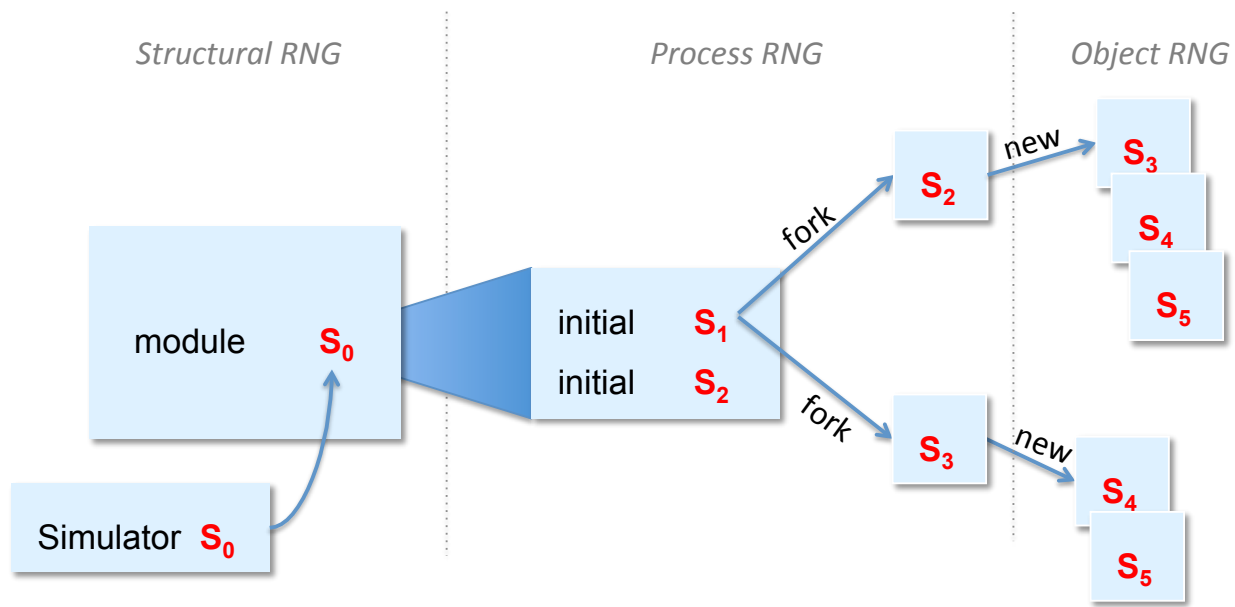 Structural RNG
Process RNG
Object RNG
module S₀
Simulator S₀
initial S₁
initial S₂
fork
fork
S₂
S₃
new
new
S₃
S₄
S₅
S₄
S₅